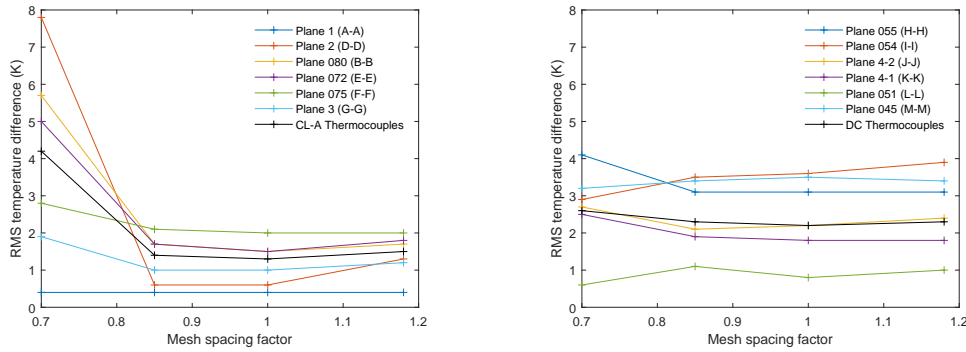 8
7
6
5
4
3
2
1
0
RMS temperature difference (K)
0.7
0.8
0.9
1
1.1
1.2
Mesh spacing factor
Plane 1 (A-A)
Plane 2 (D-D)
Plane 080 (B-B
Plane 072 (E-E)
Plane 075 (F-F)
Plane 3 (G-G)
CL-A Thermocouples
8
7
6
5
4
3
2
1
0
RMS temperature difference (K)
0.7
0.8
0.9
1
1.1
1.2
Mesh spacing factor
Plane 055 (H-H)
Plane 054 (I-I)
Plane 4-2 (J-J)
Plane 4-1 (K-K)
Plane 051 (L-L)
Plane 045 (M-M)
DC Thermocouples